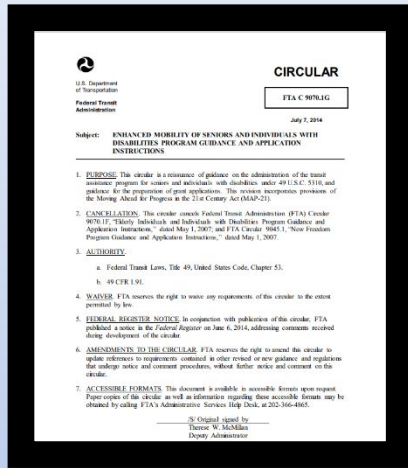 U.S. Department
of Transportation
Federal Transit
Administration
CIRCULAR
FTA C 9070.1G
July 7, 2014
Subject: ENHANCED MOBILITY OF SENIORS AND INDIVIDUALS WITH
DISABILITIES PROGRAM GUIDANCE AND APPLICATION
INSTRUCTIONS
1. PURPOSE. This circular is a reissuance of guidance on the administration of the transit
assistance program for seniors and individuals with disabilities under 49 U.S.C. 5310, and
guidance for the preparation of grant applications. This revision incorporates provisions of
the Moving Ahead for Progress in the 21st Century Act (MAP-21).
2. CANCELLATION. This circular cancels Federal Transit Administration (FTA) Circular
9070.1F, "Elderly Individuals and Individuals with Disabilities Program Guidance and
Application Instructions," dated May 1, 2007; and FTA Circular 9045.1, "New Freedom
Program Guidance and Application Instructions," dated May 1, 2007.
3. AUTHORITY.
a. Federal Transit Laws, Title 49, United States Code, Chapter 53.
b. 49 CFR 1.91.
4. WAIVER. FTA reserves the right to waive any requirements of this circular to the extent
permitted by law.
5. FEDERAL REGISTER NOTICE. In conjunction with publication of this circular, FTA
published a notice in the Federal Register on June 6, 2014, addressing comments received
during development of the circular.
6. AMENDMENTS TO THE CIRCULAR. FTA reserves the right to amend this circular to
update references to requirements contained in other revised or new guidance and regulations
that undergo notice and comment procedures, without further notice and comment on this
circular.
7. ACCESSIBLE FORMATS. This document is available in accessible formats upon request.
Paper copies of this circular as well as information regarding these accessible formats may be
obtained by calling FTA's Administrative Services Help Desk, at 202-366-4865.
/S/ Original signed by
Therese W. McMillan
Deputy Administrator